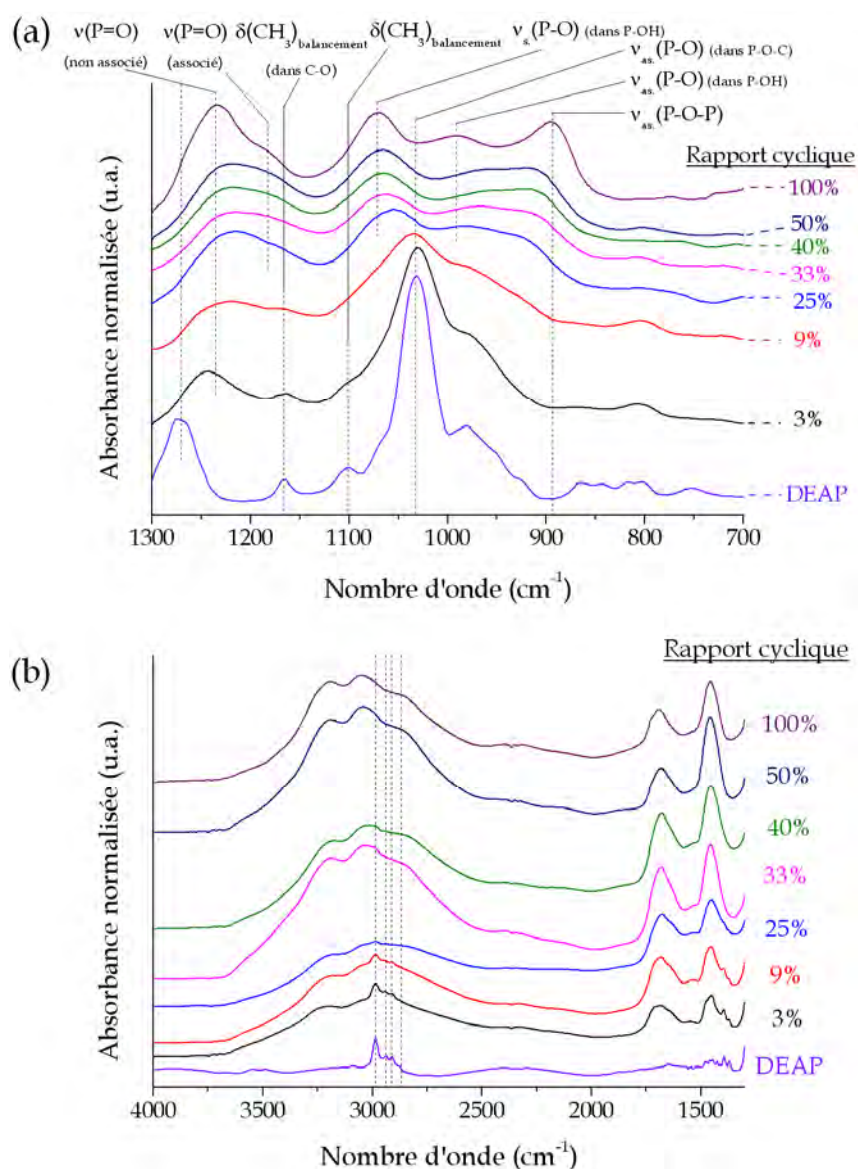 (a)
ν(P=O)
(non associé)
ν(P=O)
(associé)
δ(CH3)balancement
(dans C-O)
δ(CH3)balancement
νs.(P-O) (dans P-OH)
νas.(P-O) (dans P-O-C)
νas.(P-O) (dans P-OH)
νas.(P-O-P)
Rapport cyclique
100%
50%
40%
33%
25%
9%
3%
DEAP
Absorbance normalisée (u.a.)
1300 1200 1100 1000 900 800 700
Nombre d'onde (cm-1)
(b)
Rapport cyclique
100%
50%
40%
33%
25%
9%
3%
DEAP
Absorbance normalisée (u.a.)
4000 3500 3000 2500 2000 1500
Nombre d'onde (cm-1)